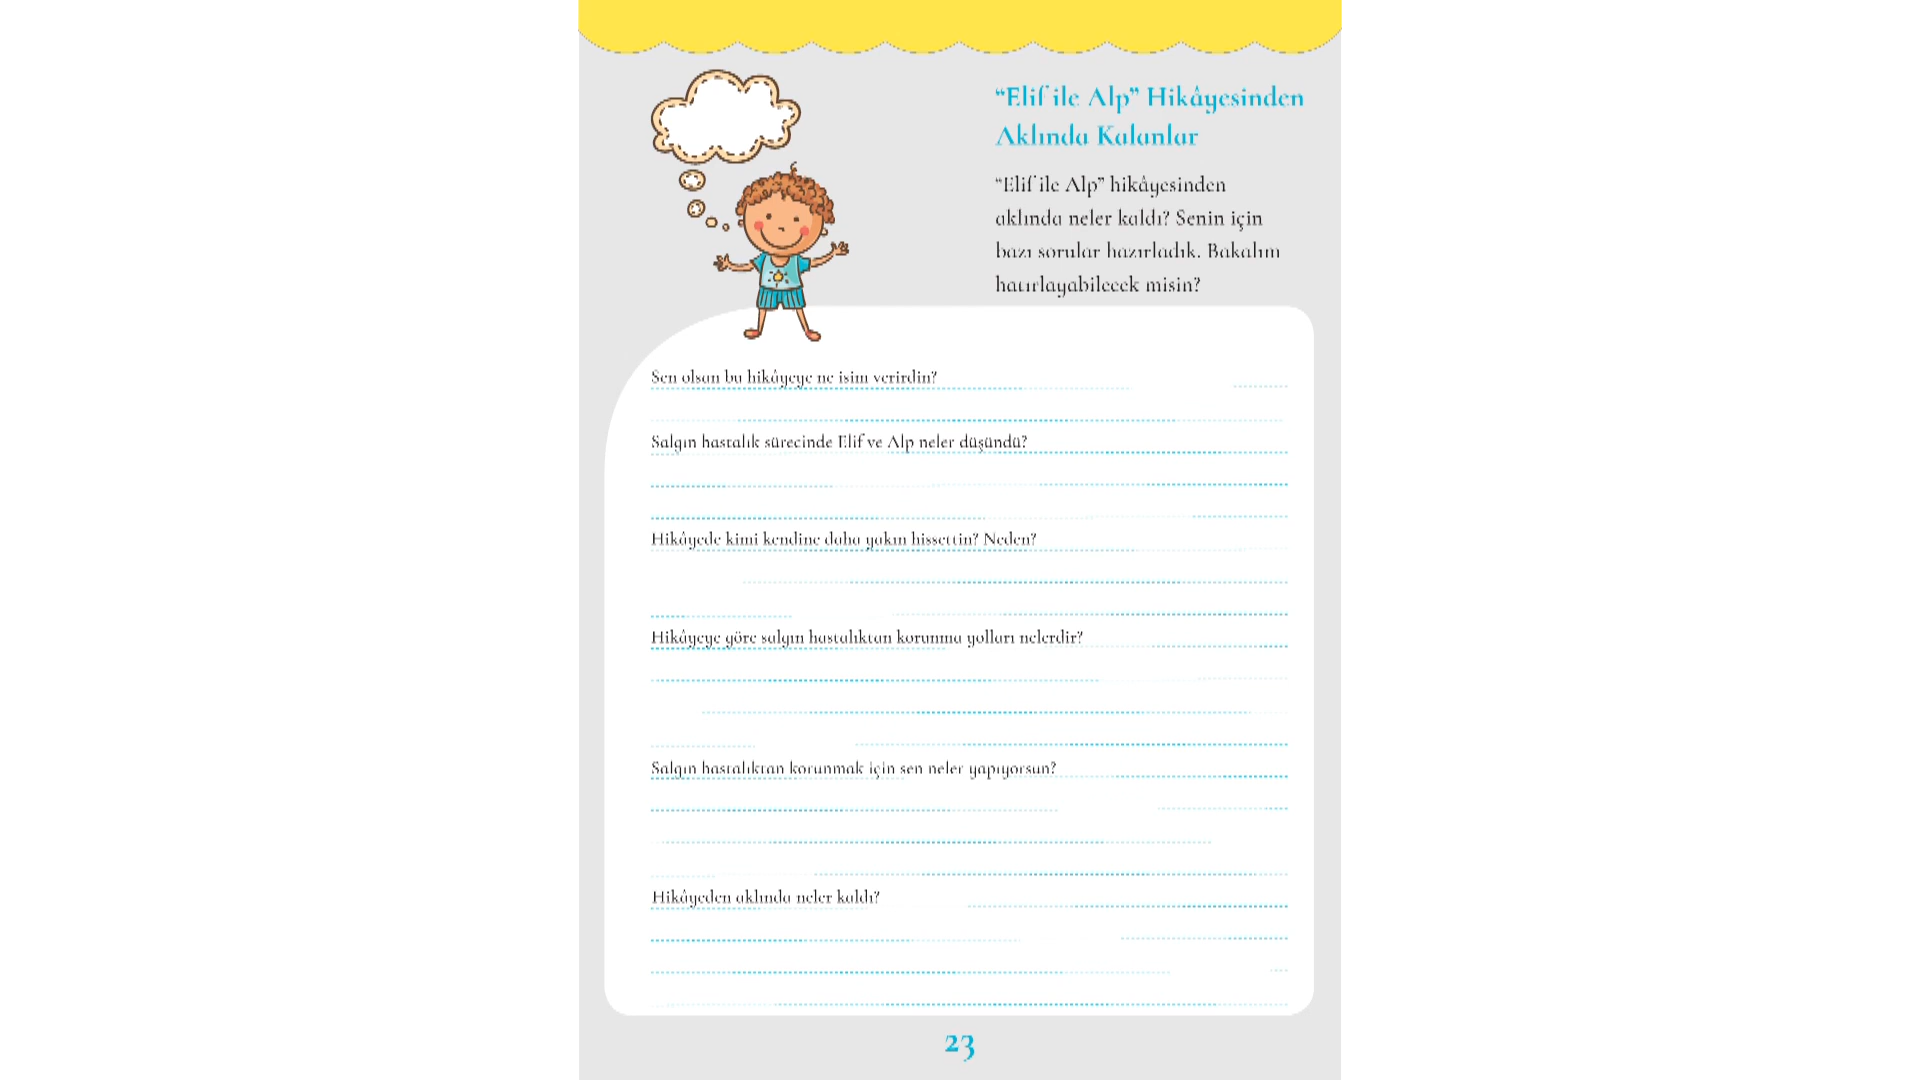 “Elif ile Alp” Hikâyesinden
Aklında Kalanlar
“Elif ile Alp” hikâyesinden
aklında neler kaldı? Senin için
bazı sorular hazırladık. Bakalım
hatırlayabilecek misin?
Sen olsan bu hikâyeye ne isim verirdin?
Salgın hastalık sürecinde Elif ve Alp neler düşündü?
Hikâyede kimi kendine daha yakın hissettin? Neden?
Hikâyeye göre salgın hastalıktan korunma yolları nelerdir?
Salgın hastalıktan korunmak için sen neler yapıyorsun?
Hikâyeden aklında neler kaldı?
23